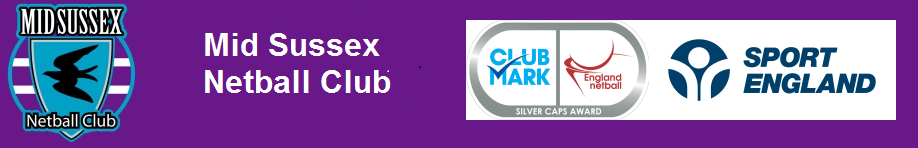 MID SUSSEX
Netball Club
Mid Sussex
Netball Club
CLUB
MARK
England
netball
SILVER CAPS AWARD
SPORT
ENGLAND